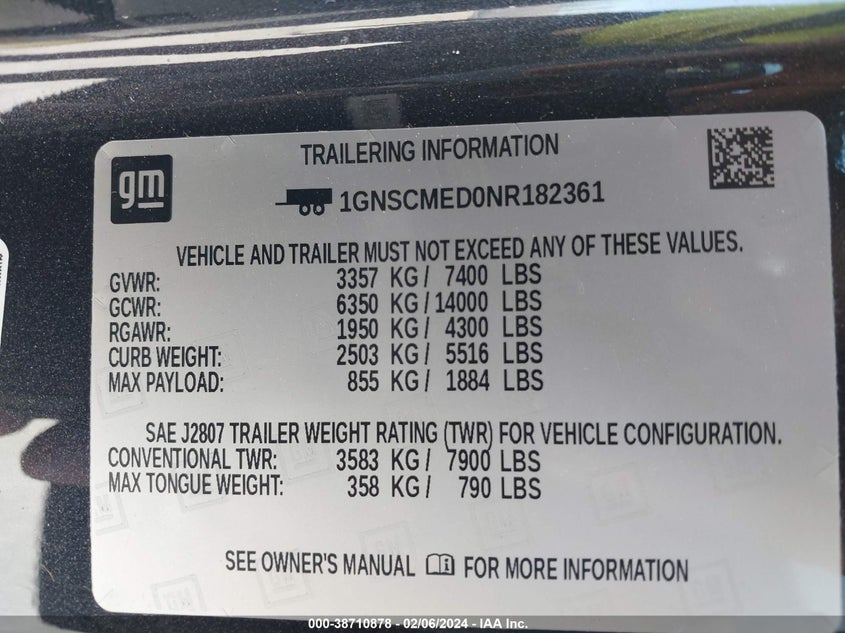 TRAILERING INFORMATION
gm
1GNSCMED0NR182361
VEHICLE AND TRAILER MUST NOT EXCEED ANY OF THESE VALUES.
GVWR: 3357 KG / 7400 LBS
GCWR: 6350 KG / 14000 LBS
RGAWR: 1950 KG / 4300 LBS
CURB WEIGHT: 2503 KG / 5516 LBS
MAX PAYLOAD: 855 KG / 1884 LBS
SAE J2807 TRAILER WEIGHT RATING (TWR) FOR VEHICLE CONFIGURATION.
CONVENTIONAL TWR: 3583 KG / 7900 LBS
MAX TONGUE WEIGHT: 358 KG / 790 LBS
SEE OWNER'S MANUAL FOR MORE INFORMATION
000-38710878 - 02/06/2024 - IAA Inc.